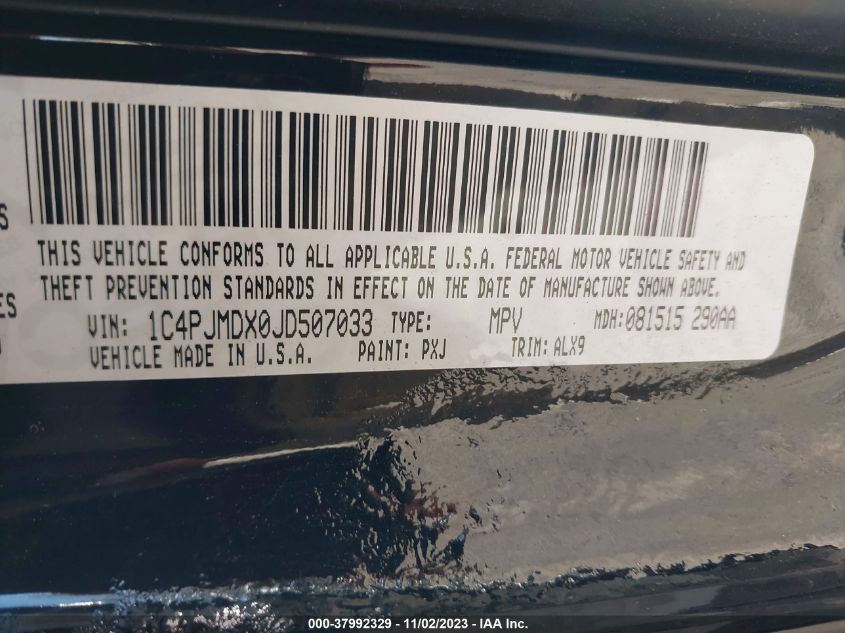 S
THIS VEHICLE CONFORMS TO ALL APPLICABLE U.S.A. FEDERAL MOTOR VEHICLE SAFETY AND
THEFT PREVENTION STANDARDS IN EFFECT ON THE DATE OF MANUFACTURE SHOWN ABOVE.
ES
VIN: 1C4PJMDX0JD507033 TYPE: MPV MDH:081515 290AA
VEHICLE MADE IN U.S.A. PAINT: PXJ TRIM: ALX9
000-37992329 - 11/02/2023 - IAA Inc.